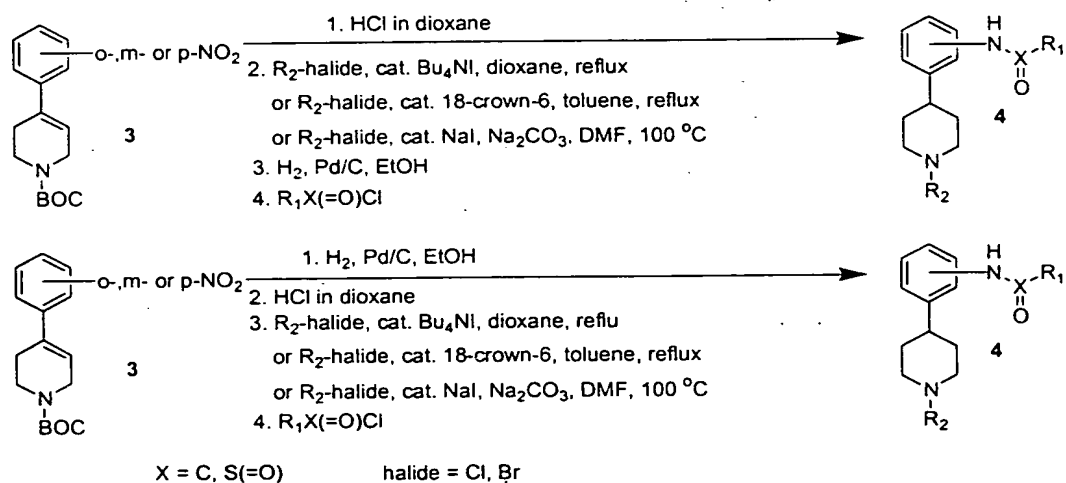 1. HCl in dioxane
o-,m- or p-NO2
2. R2-halide, cat. Bu4NI, dioxane, reflux
or R2-halide, cat. 18-crown-6, toluene, reflux
or R2-halide, cat. NaI, Na2CO3, DMF, 100 °C
3. H2, Pd/C, EtOH
4. R1X(=O)Cl
3
N
BOC
H
N
X
R1
O
4
N
R2
1. H2, Pd/C, EtOH
o-,m- or p-NO2
2. HCl in dioxane
3. R2-halide, cat. Bu4NI, dioxane, reflu
or R2-halide, cat. 18-crown-6, toluene, reflux
or R2-halide, cat. NaI, Na2CO3, DMF, 100 °C
4. R1X(=O)Cl
3
N
BOC
H
N
X
R1
O
4
N
R2
X = C, S(=O) halide = Cl, Br